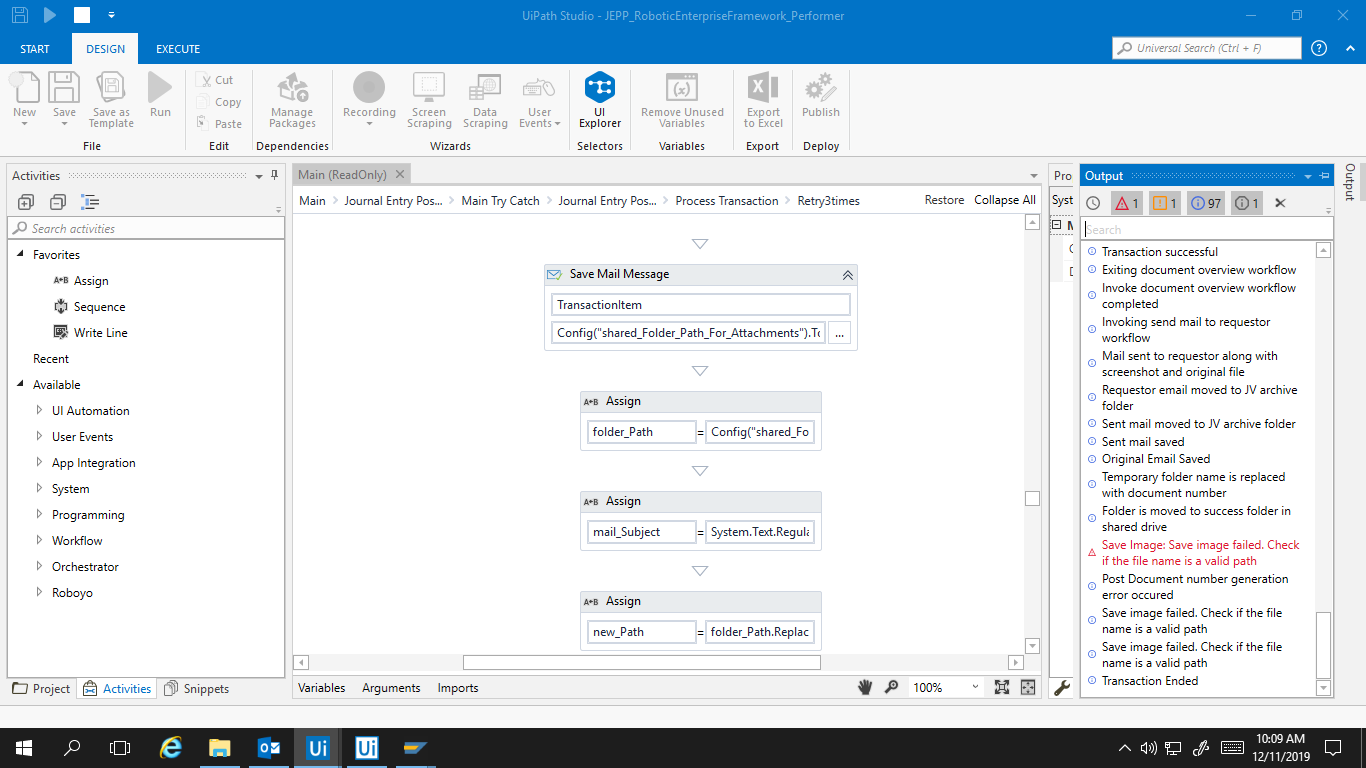 UiPath Studio - JEPP_RoboticEnterpriseFramework_Performer
START DESIGN EXECUTE
Universal Search (Ctrl + F)
New
Save
Save as
Template
Run
File
Cut
Copy
Paste
Edit
Manage
Packages
Dependencies
Recording
Screen
Scraping
Data
Scraping
User
Events
Wizards
UI
Explorer
Selectors
Remove Unused
Variables
Variables
Export
to Excel
Export
Publish
Deploy
Activities
Search activities
Favorites
A+B Assign
Sequence
Write Line
Recent
Available
UI Automation
User Events
App Integration
System
Programming
Workflow
Orchestrator
Roboyo
Project Activities Snippets
Main (ReadOnly)
Main Journal Entry Pos... Main Try Catch Journal Entry Pos... Process Transaction Retry3times
Restore Collapse All
Save Mail Message
TransactionItem
Config("shared_Folder_Path_For_Attachments").To
...
A+B Assign
folder_Path = Config("shared_Fo
A+B Assign
mail_Subject = System.Text.Regula
A+B Assign
new_Path = folder_Path.Replac
Variables Arguments Imports
100%
Pro
Syst
Output
1 1 97 1
Search
Transaction successful
Exiting document overview workflow
Invoke document overview workflow
completed
Invoking send mail to requestor
workflow
Mail sent to requestor along with
screenshot and original file
Requestor email moved to JV archive
folder
Sent mail moved to JV archive folder
Sent mail saved
Original Email Saved
Temporary folder name is replaced
with document number
Folder is moved to success folder in
shared drive
Save Image: Save image failed. Check
if the file name is a valid path
Post Document number generation
error occured
Save image failed. Check if the file
name is a valid path
Save image failed. Check if the file
name is a valid path
Transaction Ended
Output
Ui
Ui
10:09 AM
12/11/2019